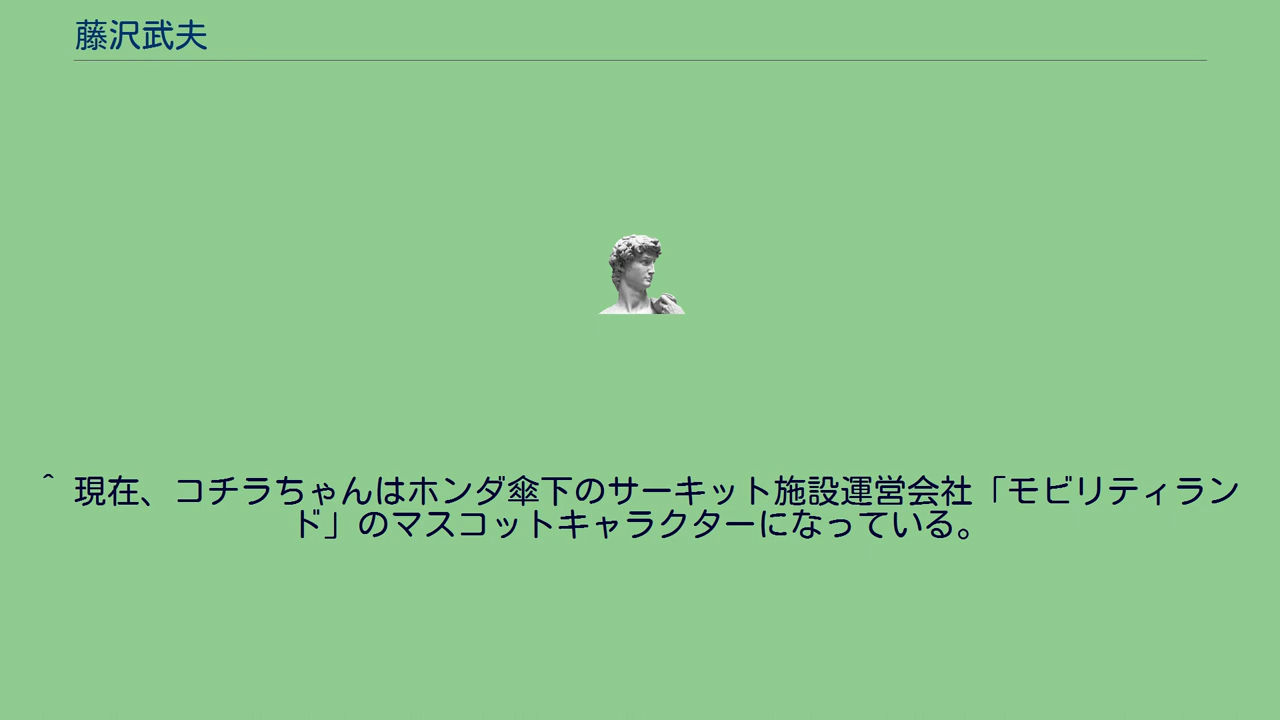 藤沢武夫
^ 現在、コチラちゃんはホンダ傘下のサーキット施設運営会社「モビリティラン
ド」のマスコットキャラクターになっている。